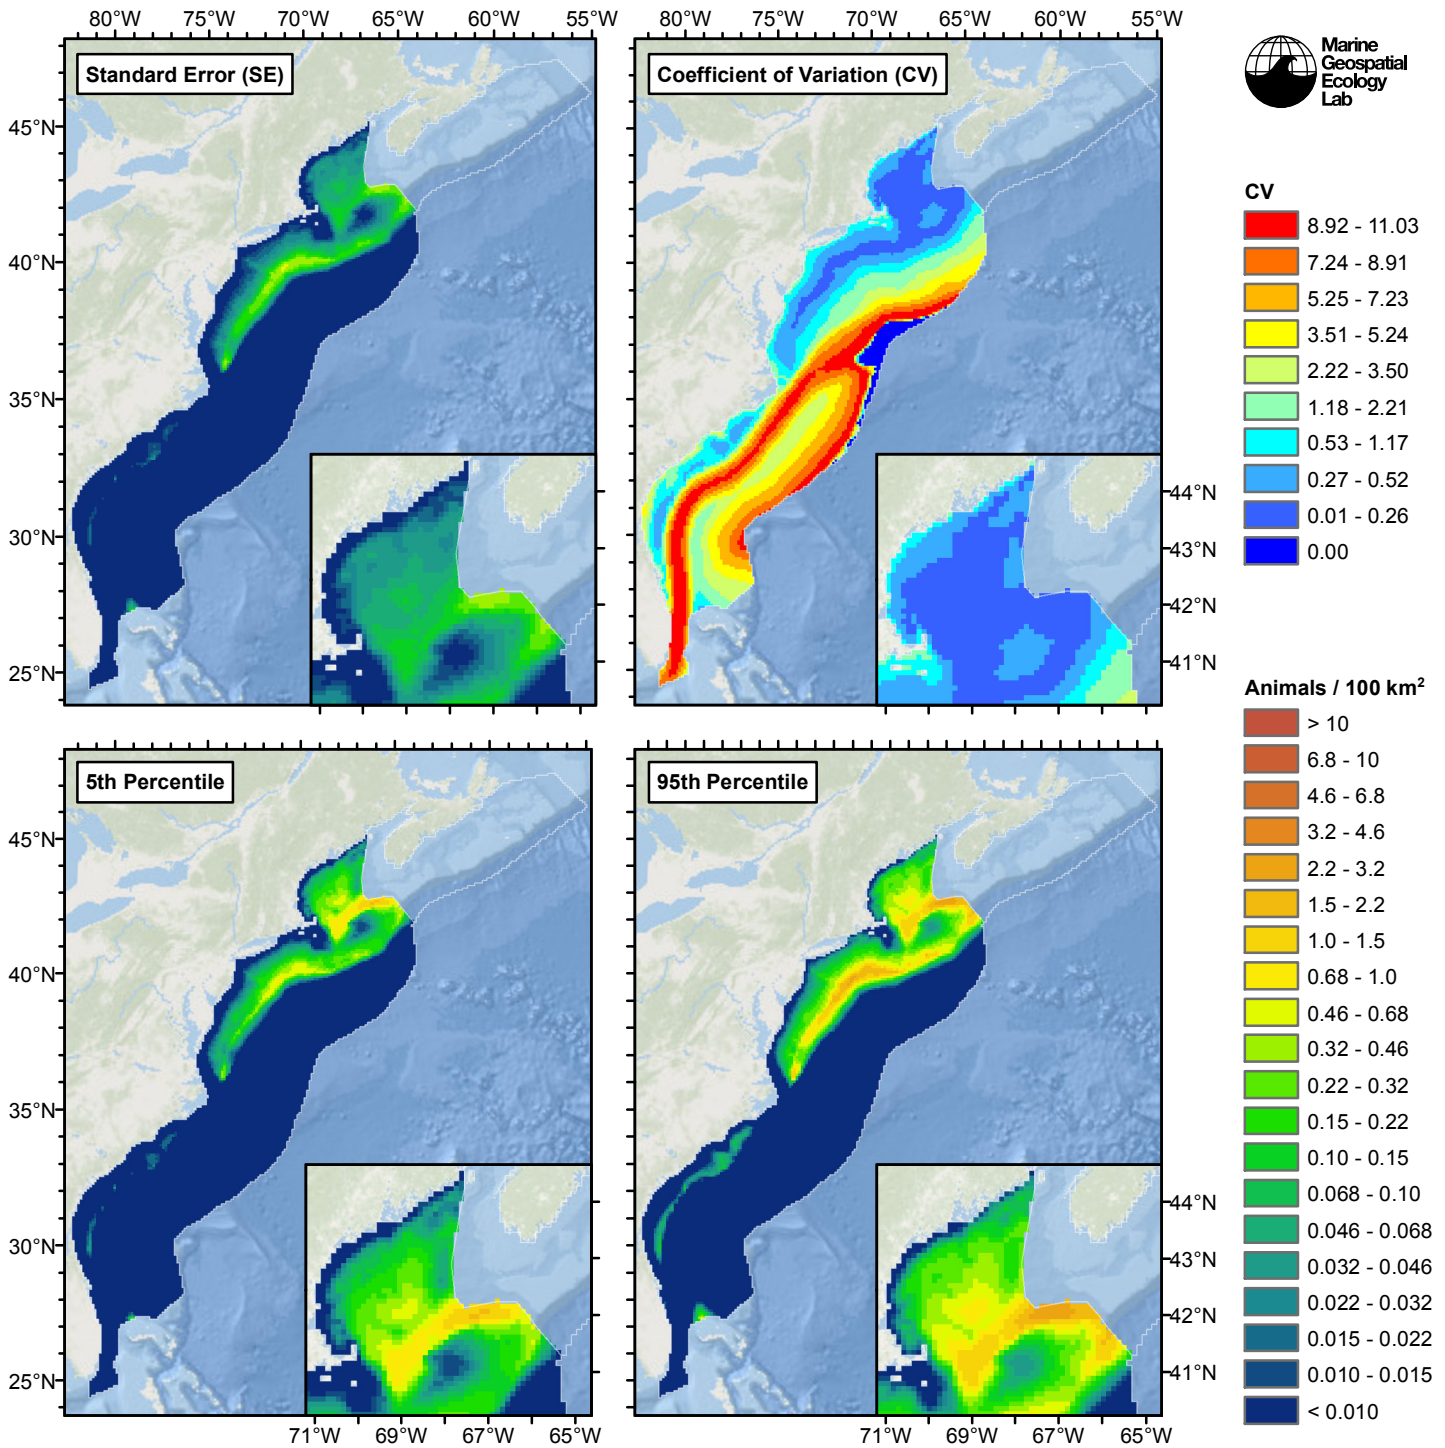 80°W 75°W 70°W 65°W 60°W 55°W
80°W 75°W 70°W 65°W 60°W 55°W
Standard Error (SE)
Coefficient of Variation (CV)
Marine
Geospatial
Ecology
Lab
45°N
40°N
35°N
30°N
25°N
44°N
43°N
42°N
41°N
CV
8.92 - 11.03
7.24 - 8.91
5.25 - 7.23
3.51 - 5.24
2.22 - 3.50
1.18 - 2.21
0.53 - 1.17
0.27 - 0.52
0.01 - 0.26
0.00
5th Percentile
95th Percentile
45°N
40°N
35°N
30°N
25°N
44°N
43°N
42°N
41°N
71°W 69°W 67°W 65°W
71°W 69°W 67°W 65°W
Animals / 100 km²
> 10
6.8 - 10
4.6 - 6.8
3.2 - 4.6
2.2 - 3.2
1.5 - 2.2
1.0 - 1.5
0.68 - 1.0
0.46 - 0.68
0.32 - 0.46
0.22 - 0.32
0.15 - 0.22
0.10 - 0.15
0.068 - 0.10
0.046 - 0.068
0.032 - 0.046
0.022 - 0.032
0.015 - 0.022
0.010 - 0.015
< 0.010